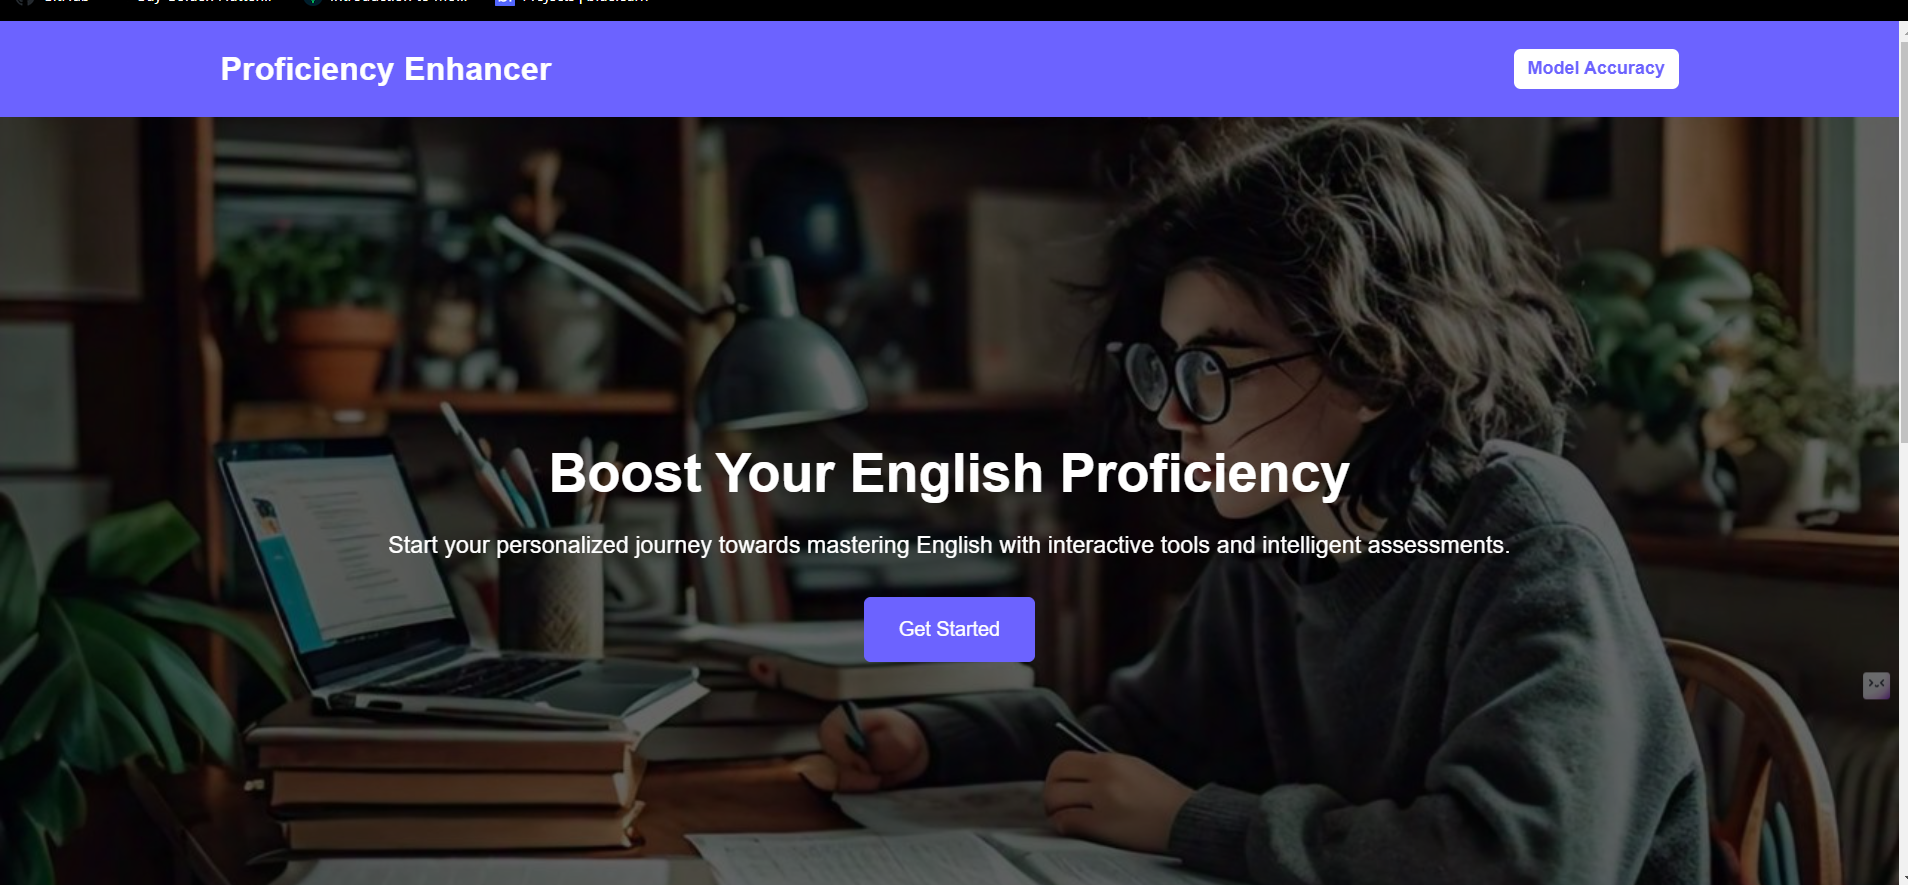 Proficiency Enhancer
Model Accuracy
Boost Your English Proficiency
Start your personalized journey towards mastering English with interactive tools and intelligent assessments.
Get Started